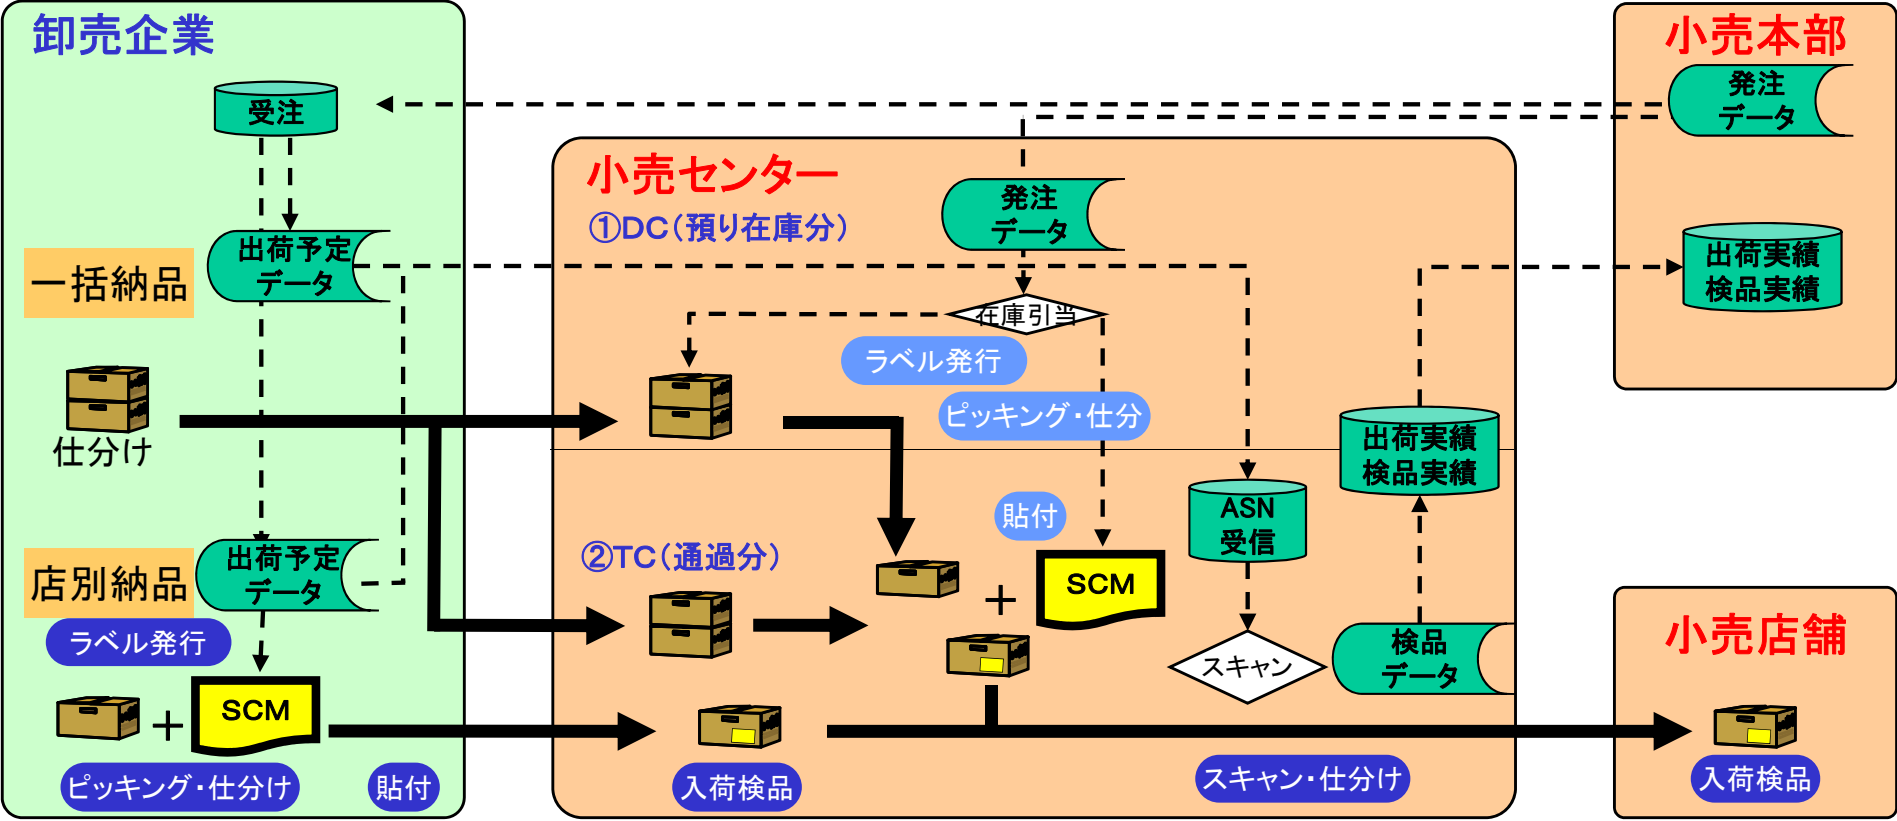 卸売企業
受注
出荷予定
データ
一括納品
仕分け
出荷予定
データ
店別納品
ラベル発行
SCM
+
ピッキング・仕分け
貼付
小売センター
①DC(預り在庫分)
発注
データ
在庫引当
ラベル発行
ピッキング・仕分
貼付
②TC(通過分)
+
SCM
ASN
受信
スキャン
出荷実績
検品実績
検品
データ
入荷検品
スキャン・仕分け
小売本部
発注
データ
出荷実績
検品実績
小売店舗
入荷検品